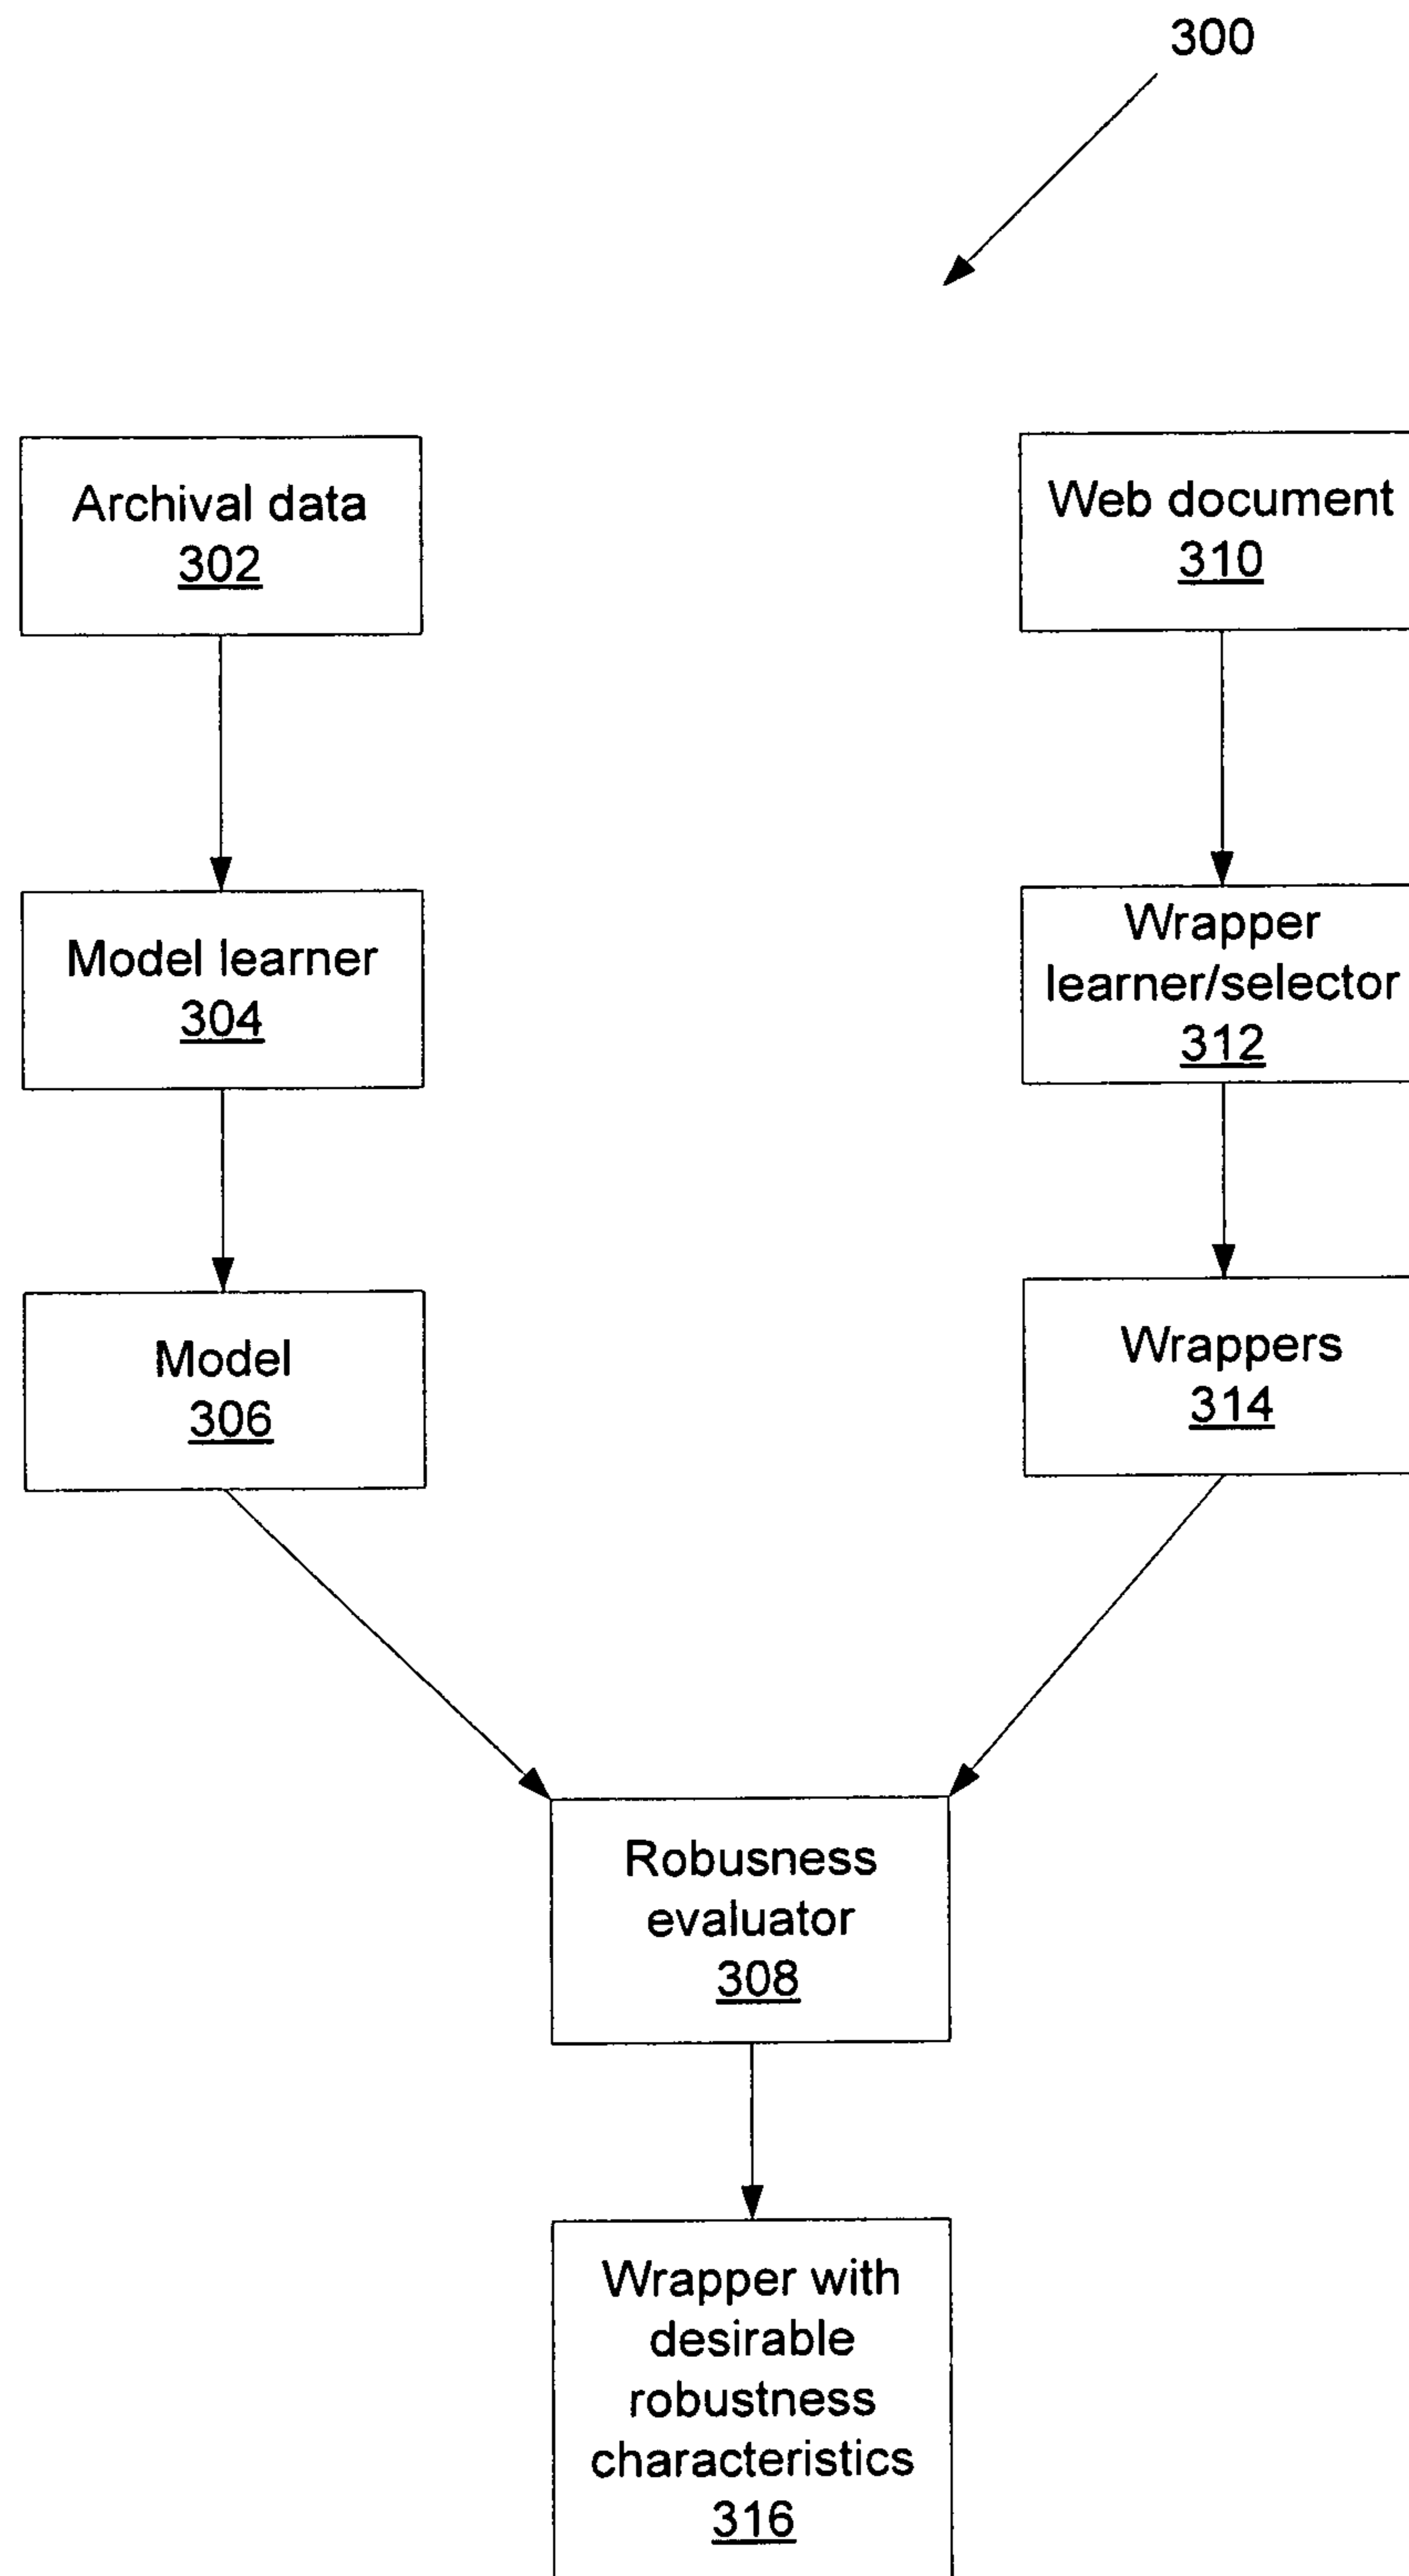 300
Archival data
302
Web document
310
Model learner
304
Wrapper
learner/selector
312
Model
306
Wrappers
314
Robusness
evaluator
308
Wrapper with
desirable
robustness
characteristics
316